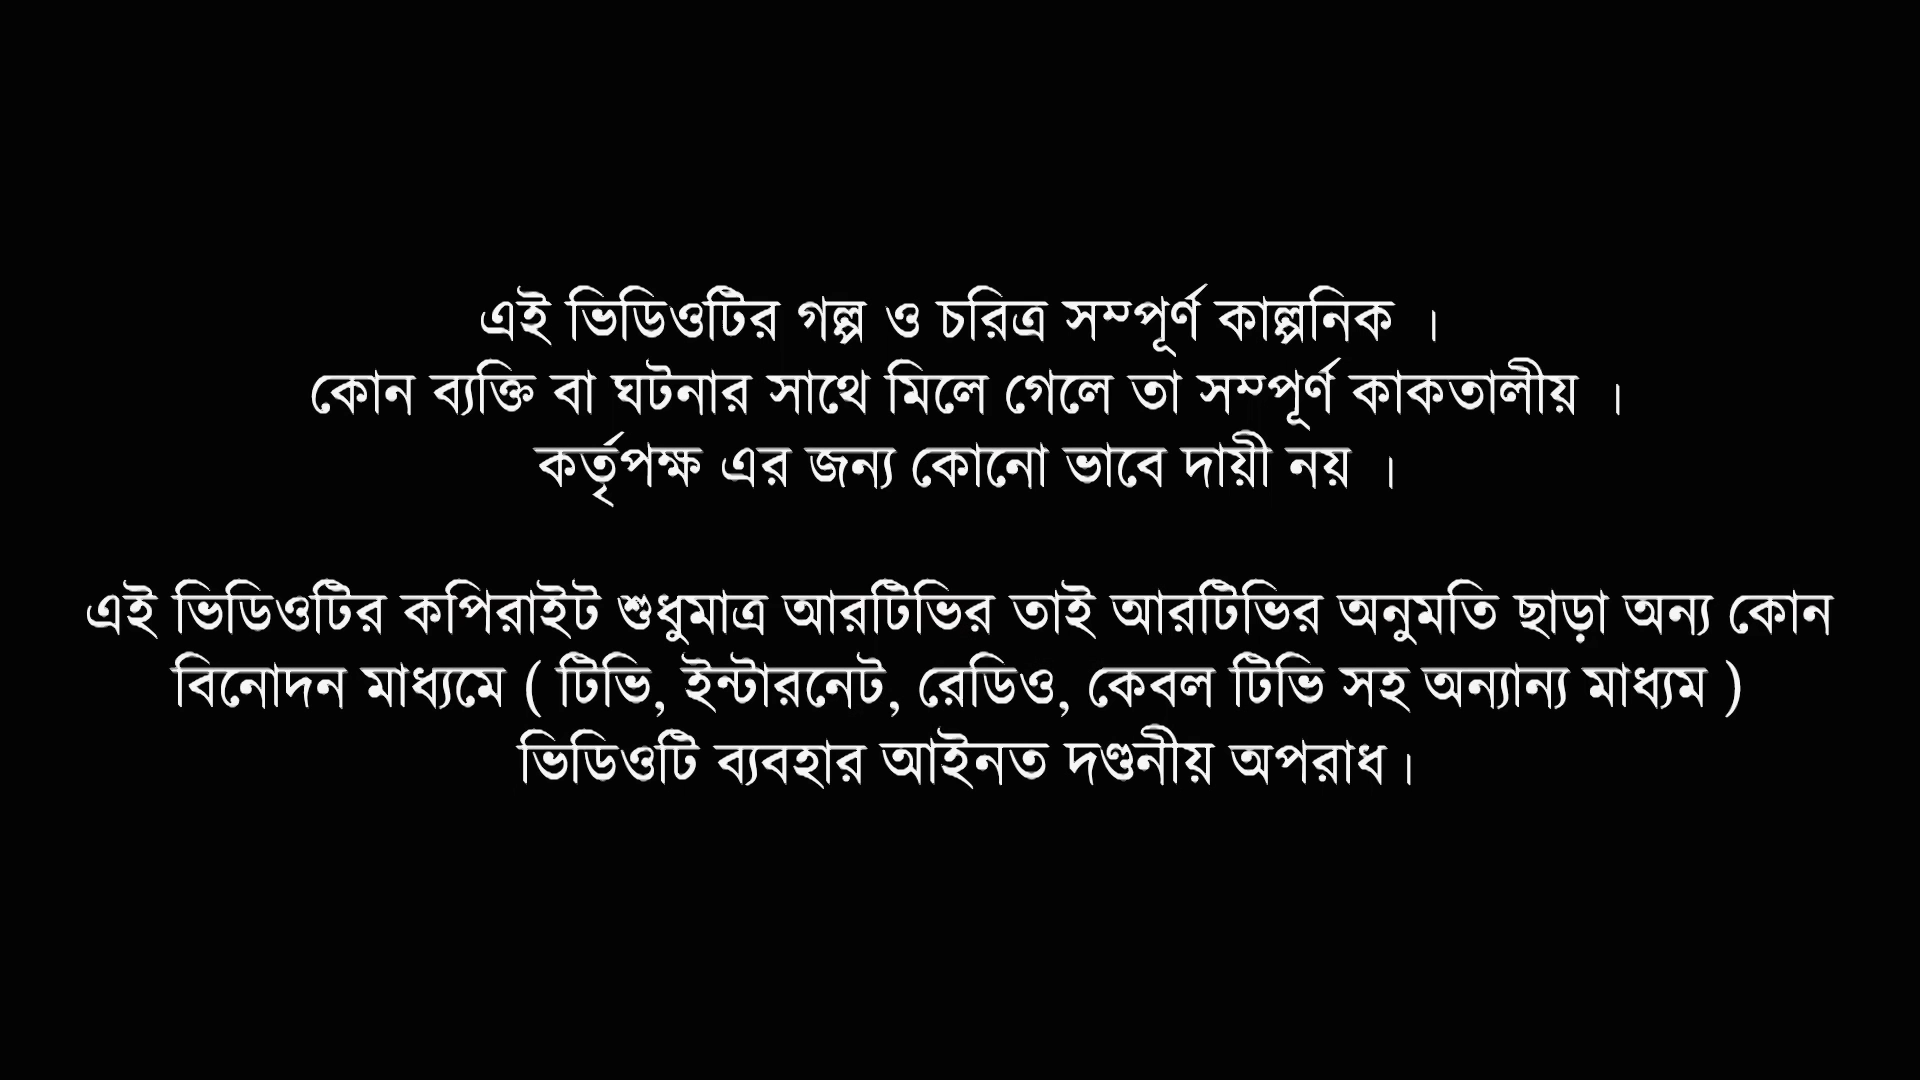 এই ভিডিওটির গল্প ও চরিত্র সম্পূর্ণ কাল্পনিক ।
কোন ব্যক্তি বা ঘটনার সাথে মিলে গেলে তা সম্পূর্ণ কাকতালীয় ।
কর্তৃপক্ষ এর জন্য কোনো ভাবে দায়ী নয় ।
এই ভিডিওটির কপিরাইট শুধুমাত্র আরটিভির তাই আরটিভির অনুমতি ছাড়া অন্য কোন
বিনোদন মাধ্যমে ( টিভি, ইন্টারনেট, রেডিও, কেবল টিভি সহ অন্যান্য মাধ্যম )
ভিডিওটি ব্যবহার আইনত দণ্ডনীয় অপরাধ।